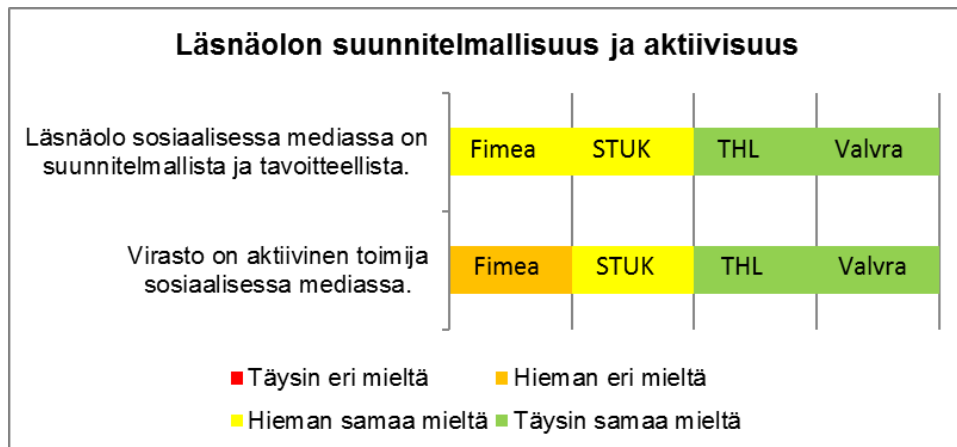 Läsnäolon suunnitelmallisuus ja aktiivisuus
Läsnäolo sosiaalisessa mediassa on
suunnitelmallista ja tavoitteellista.
Fimea STUK THL Valvra
Virasto on aktiivinen toimija
sosiaalisessa mediassa.
Fimea STUK THL Valvra
Täysin eri mieltä Hieman eri mieltä
Hieman samaa mieltä Täysin samaa mieltä